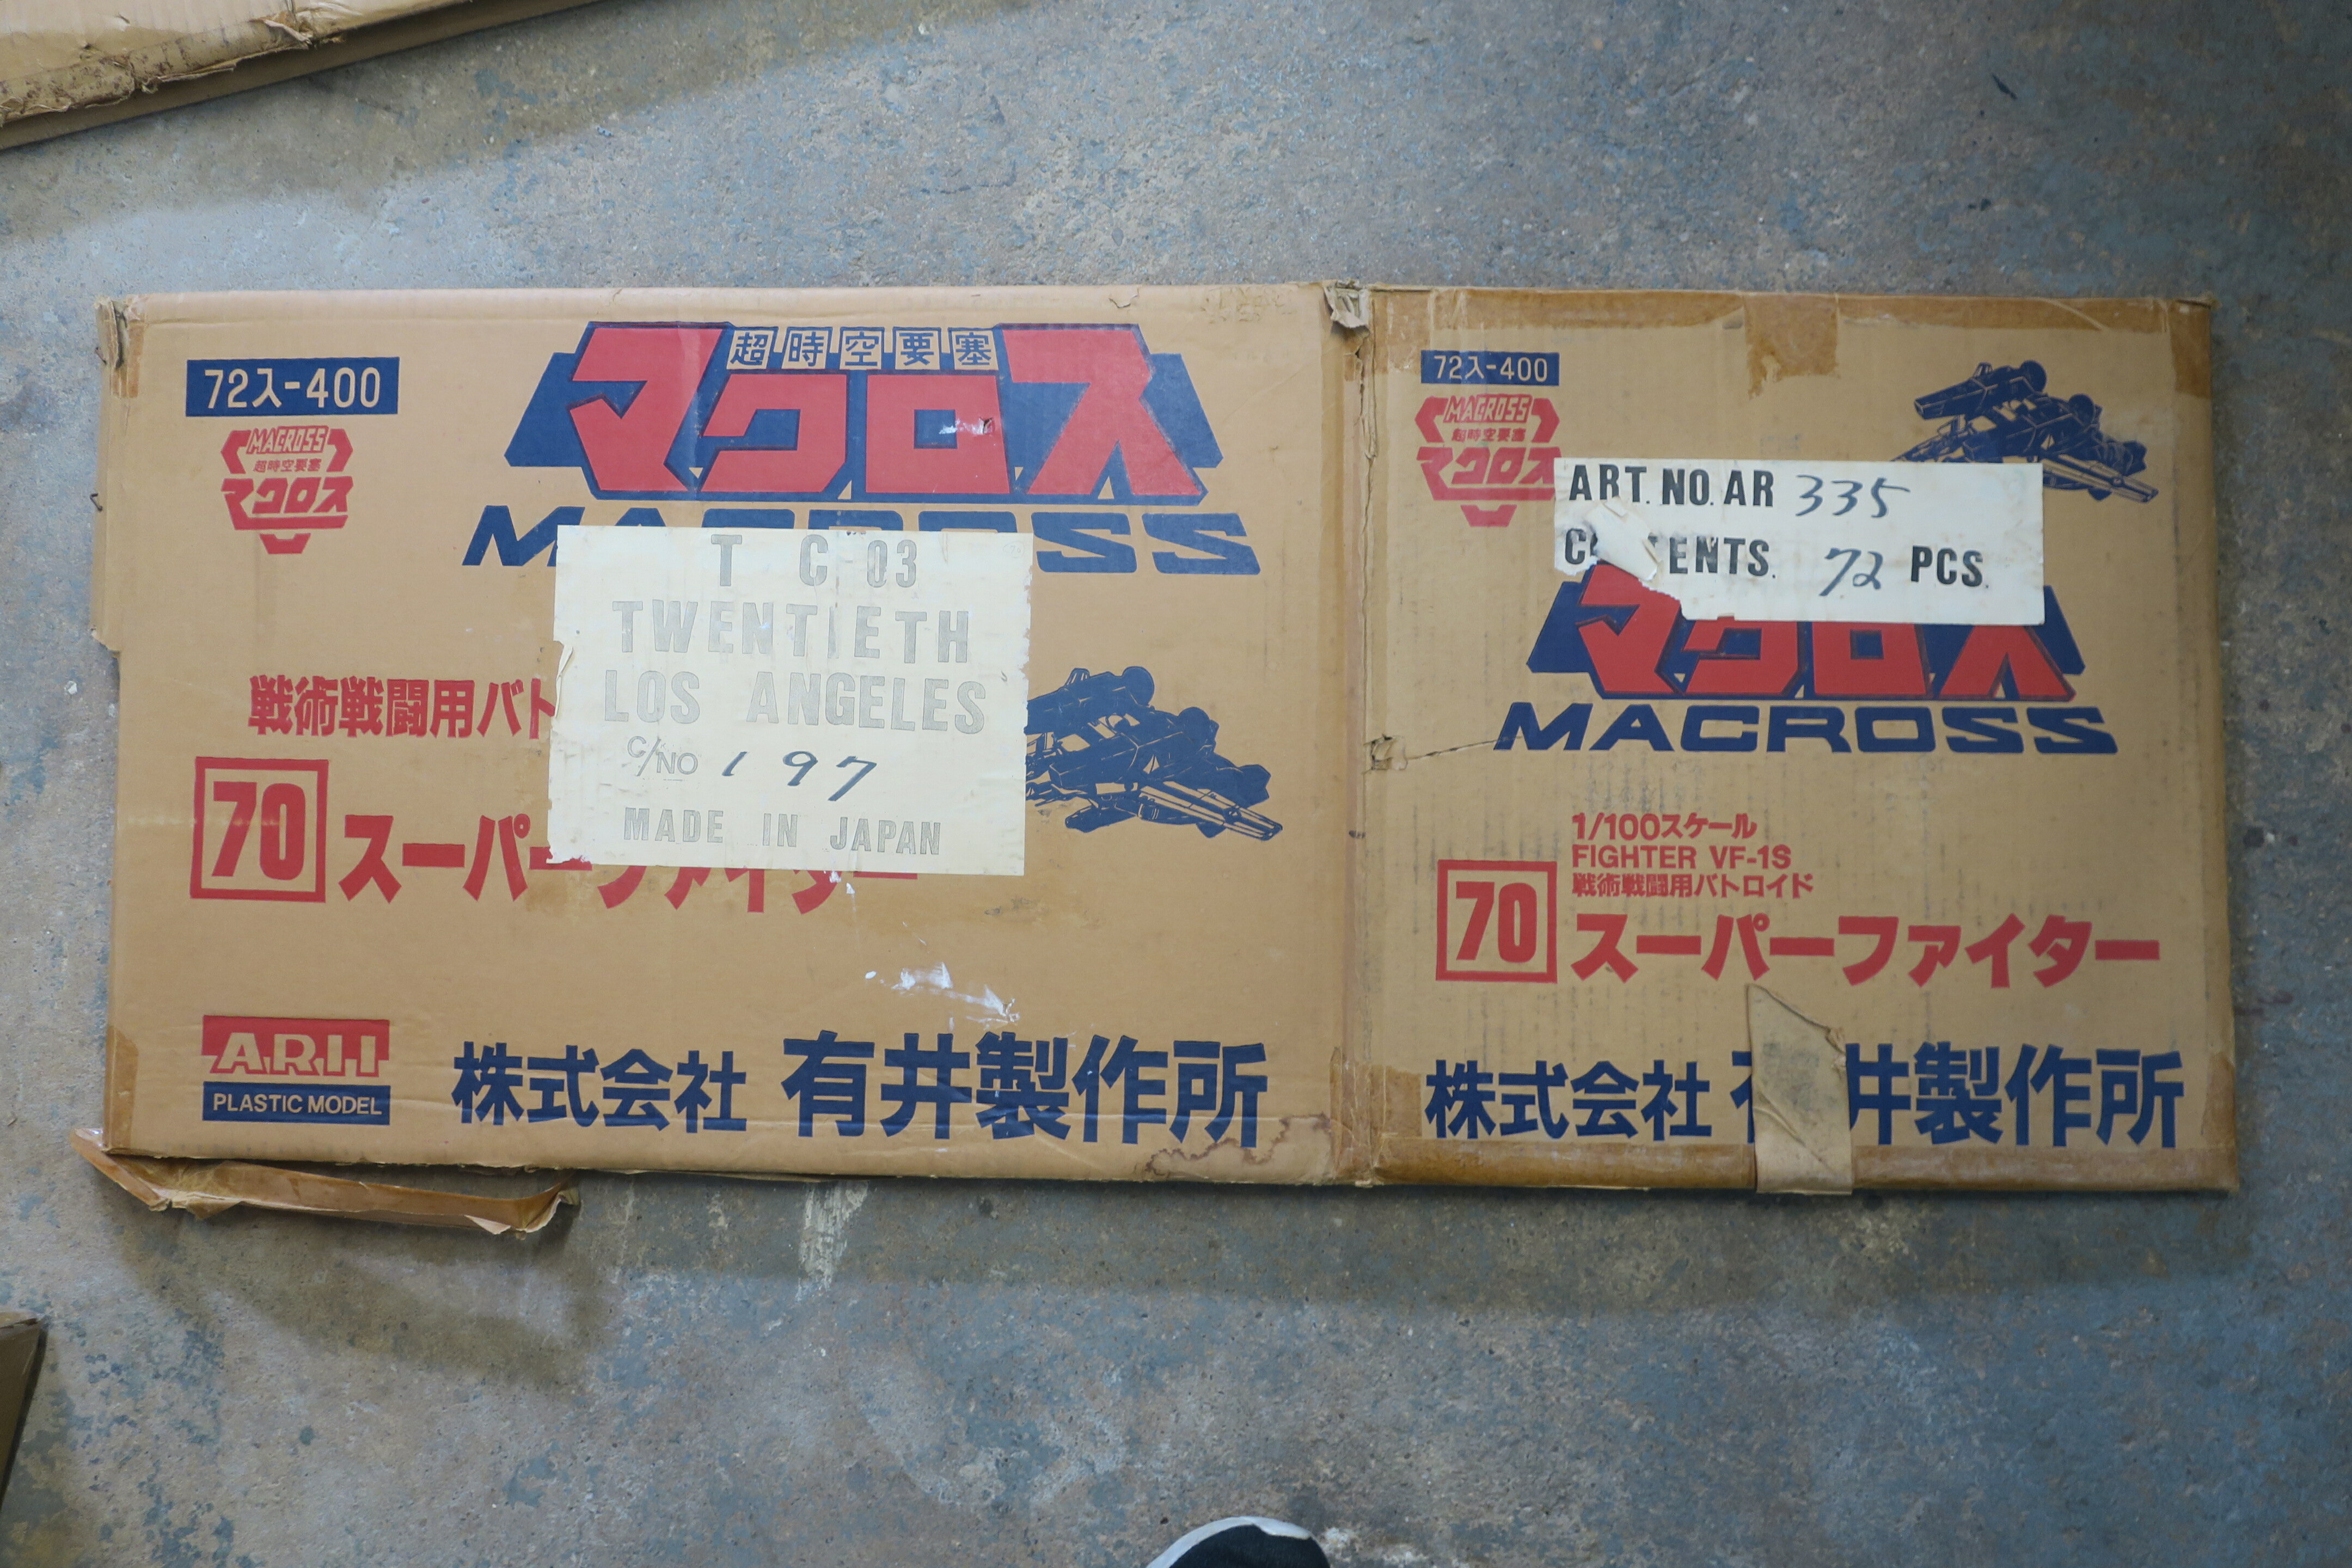 72入-400
MACROSS
超時空要塞
マクロス
超時空要塞
マクロス
MACROSS
T C 03
TWENTIETH
LOS ANGELES
C/NO 197
MADE IN JAPAN
戦術戦闘用バト
70 スーパーファイター
ARII
PLASTIC MODEL
株式会社 有井製作所
72入-400
MACROSS
超時空要塞
マクロス
ART. NO. AR 335
72 PCS.
マクロス
MACROSS
1/100スケール
FIGHTER VF-1S
戦術戦闘用バトロイド
70 スーパーファイター
株式会社 有井製作所